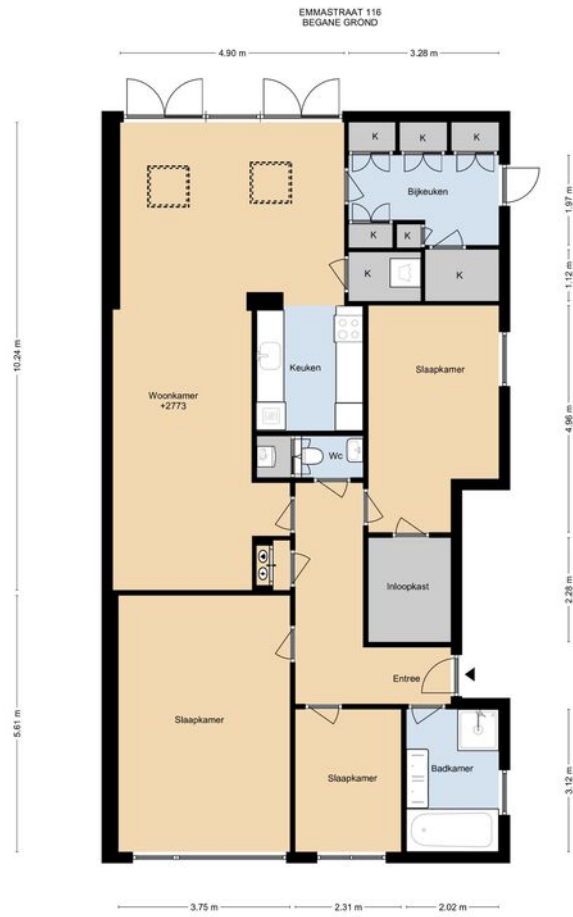 EMMASTRAAT 116
BEGANE GROND
4.90 m
3.28 m
K
K
K
Bijkeuken
1.97 m
K
K
K
K
1.12 m
10.24 m
Keuken
Slaapkamer
Woonkamer
+2773
4.96 m
Wc
Inloopkast
2.28 m
Entree
Slaapkamer
5.61 m
Badkamer
Slaapkamer
3.12 m
3.75 m
2.31 m
2.02 m